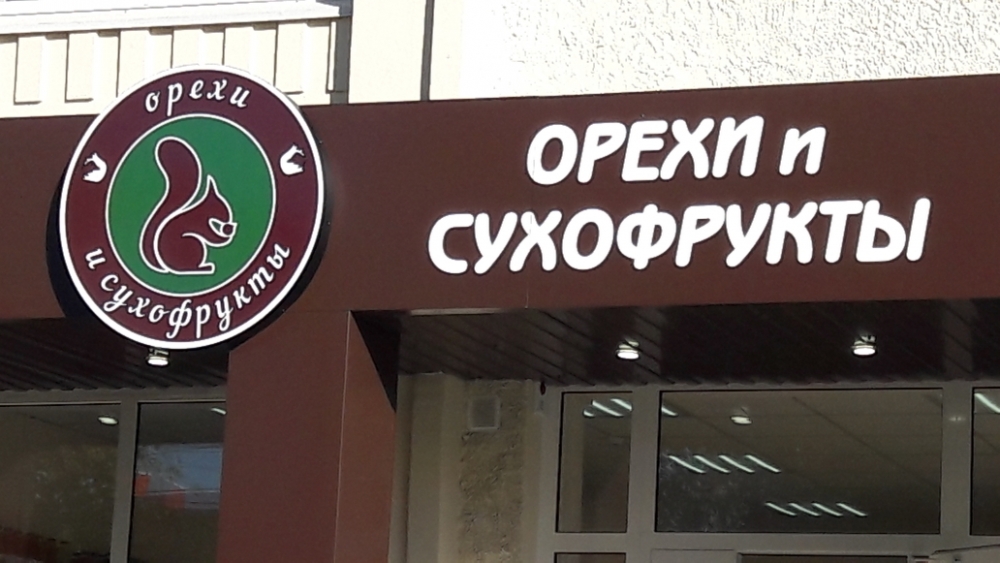 орехи
и сухофрукты
ОРЕХИ и
СУХОФРУКТЫ